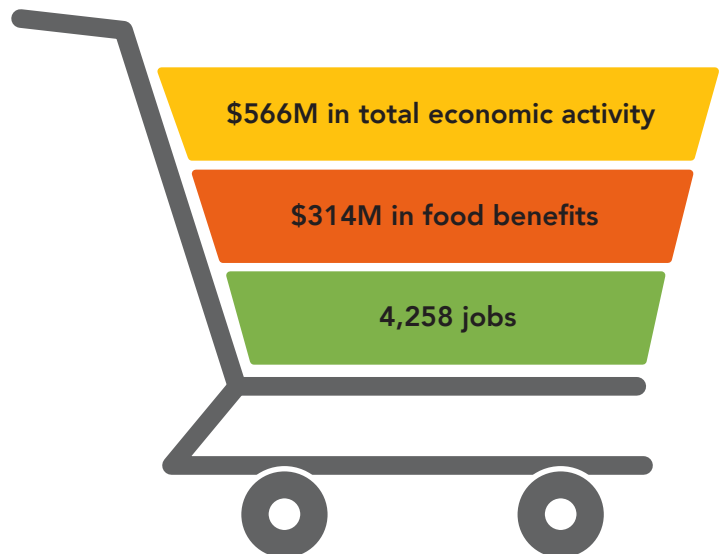 $566M in total economic activity
$314M in food benefits
4,258 jobs